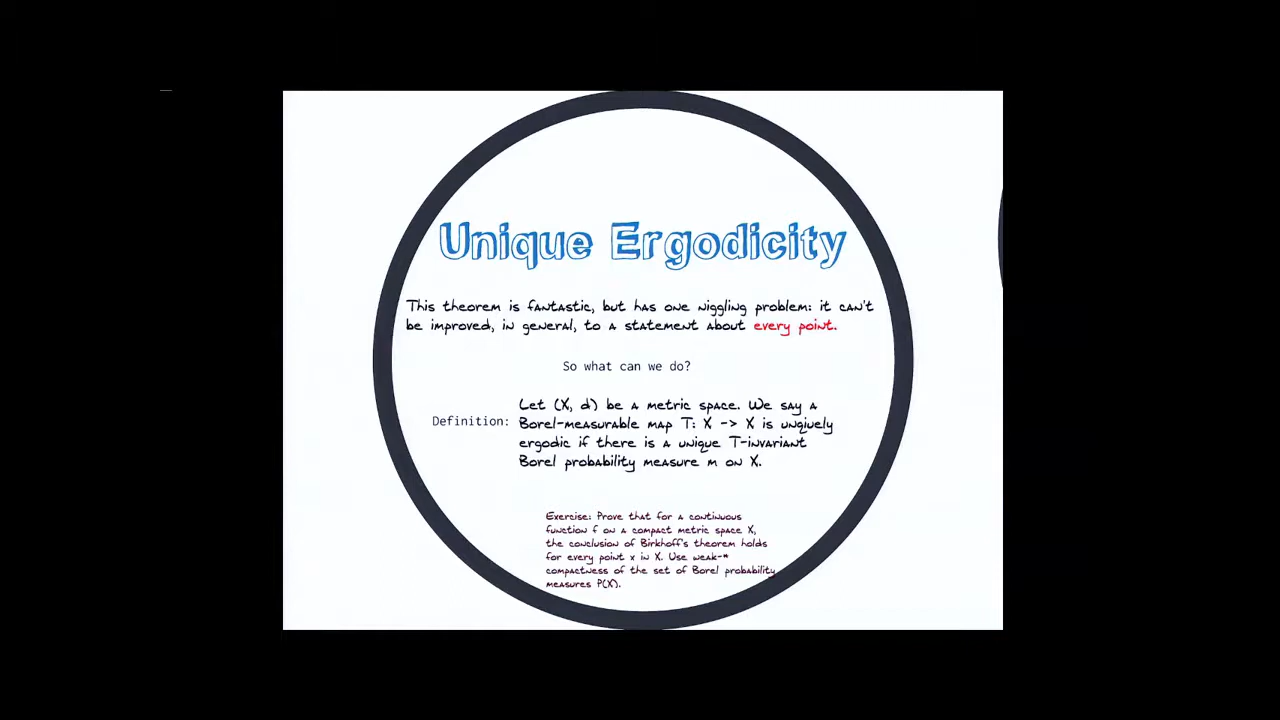 Unique Ergodicity
This theorem is fantastic, but has one niggling problem: it can't
be improved, in general, to a statement about every point.
So what can we do?
Definition:
Let (X, d) be a metric space. We say a
Borel-measurable map T: X -> X is unqiuely
ergodic if there is a unique T-invariant
Borel probability measure m on X.
Exercise: Prove that for a continuous
function f on a compact metric space X,
the conclusion of Birkhoff's theorem holds
for every point x in X. Use weak-*
compactness of the set of Borel probability
measures P(X).